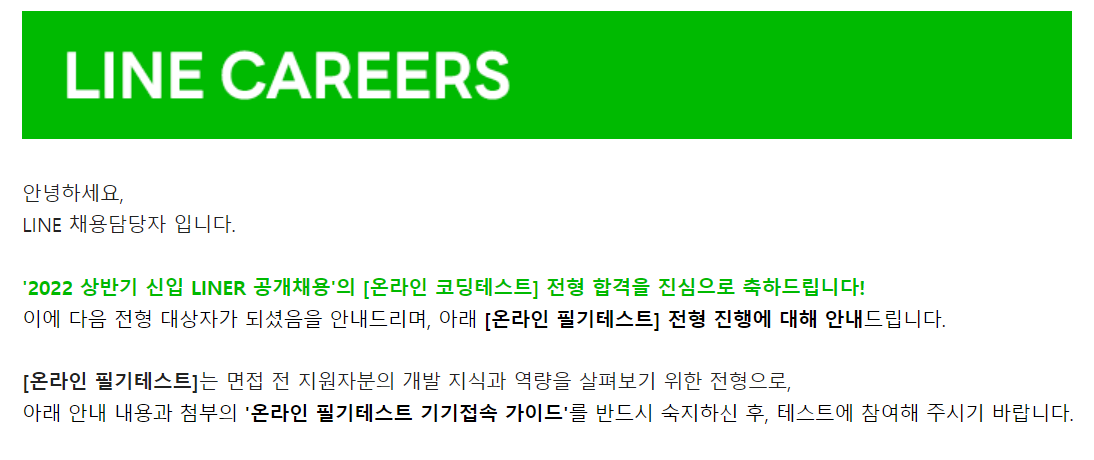 LINE CAREERS
안녕하세요,
LINE 채용담당자 입니다.
'2022 상반기 신입 LINER 공개채용'의 [온라인 코딩테스트] 전형 합격을 진심으로 축하드립니다!
이에 다음 전형 대상자가 되셨음을 안내드리며, 아래 [온라인 필기테스트] 전형 진행에 대해 안내드립니다.
[온라인 필기테스트]는 면접 전 지원자분의 개발 지식과 역량을 살펴보기 위한 전형으로,
아래 안내 내용과 첨부의 '온라인 필기테스트 기기접속 가이드'를 반드시 숙지하신 후, 테스트에 참여해 주시기 바랍니다.